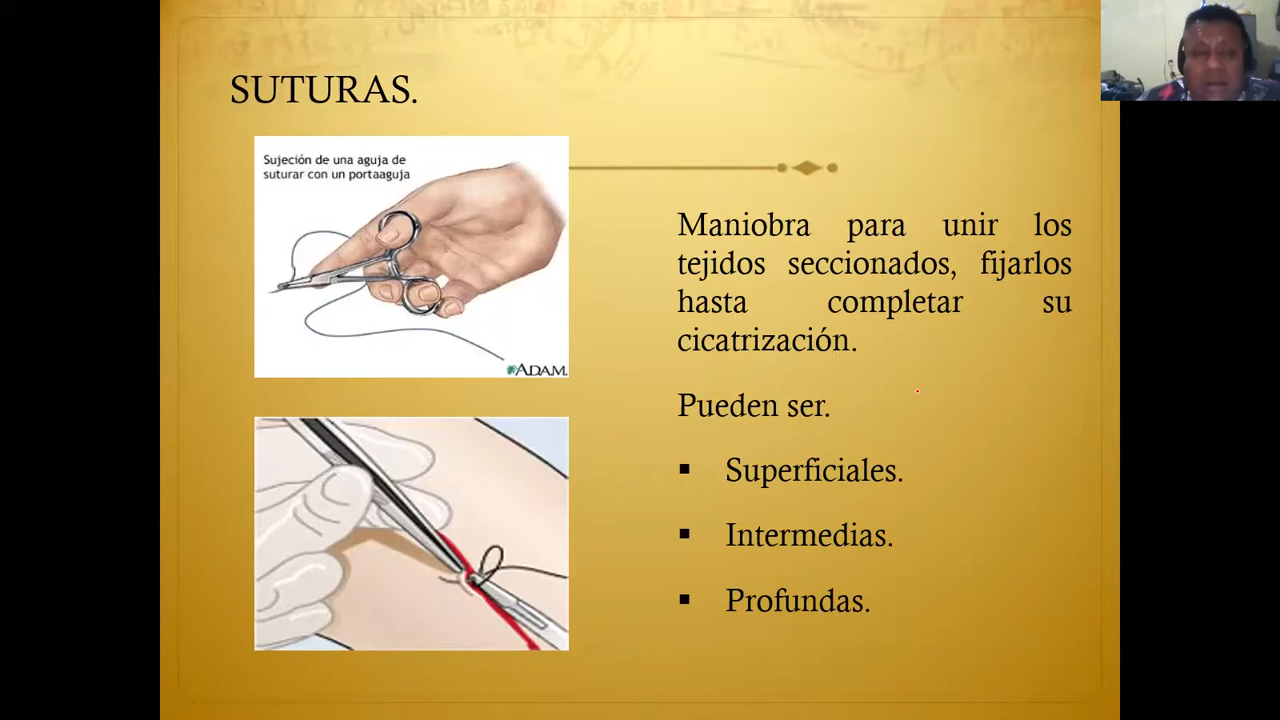 SUTURAS.
Sujeción de una aguja de
suturar con un portaaguja
ADAM.
Maniobra para unir los
tejidos seccionados, fijarlos
hasta completar su
cicatrización.
Pueden ser.
▪ Superficiales.
▪ Intermedias.
▪ Profundas.